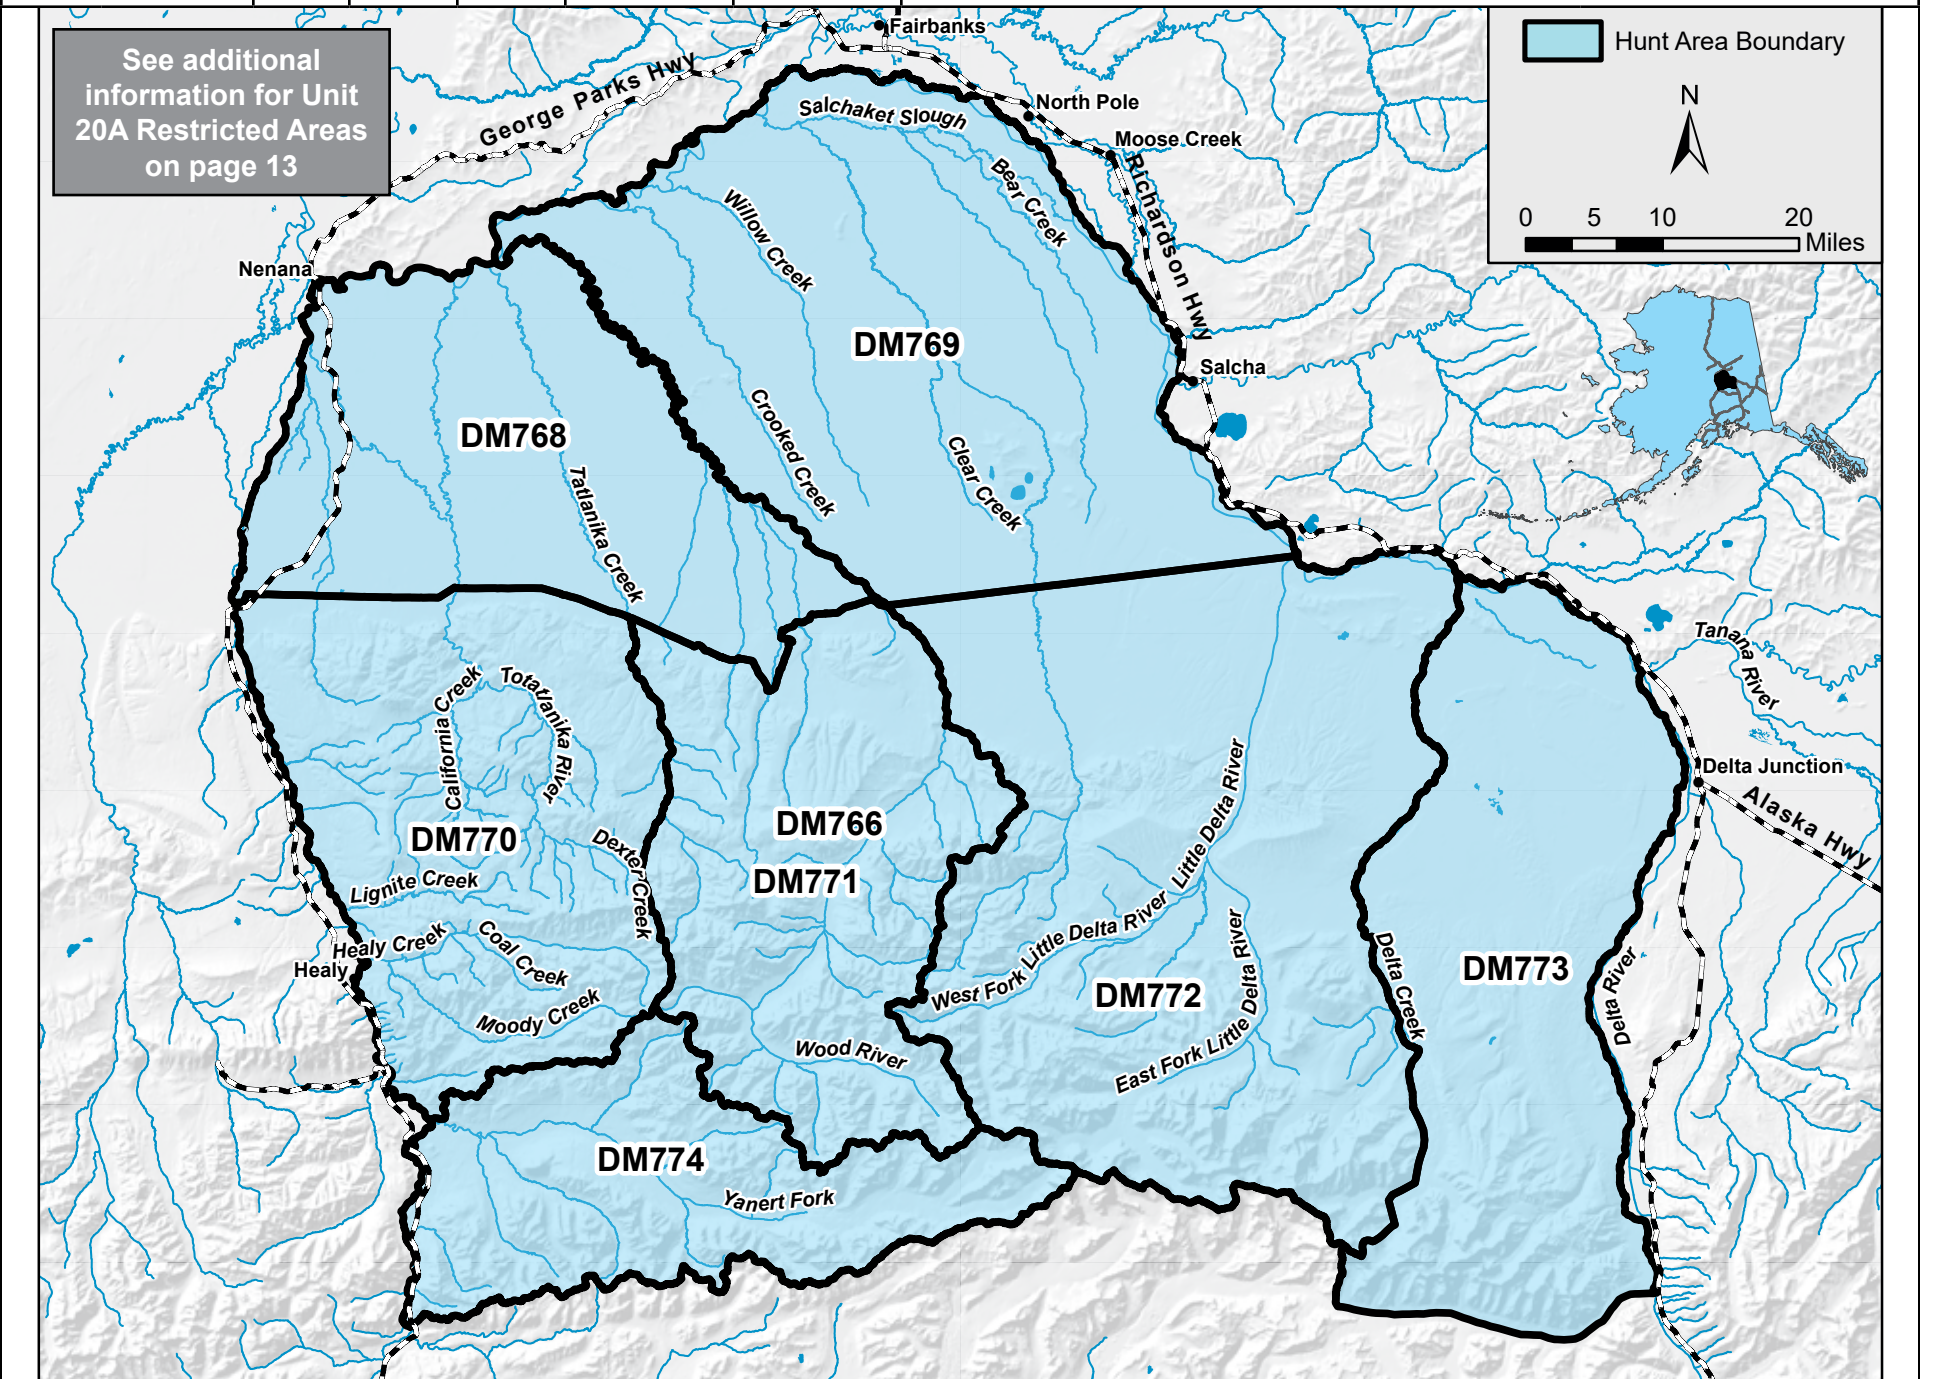 See additional
information for Unit
20A Restricted Areas
on page 13
Fairbanks
George Parks Hwy
Hunt Area Boundary
N
0 5 10 20
Miles
Salchaket Slough
North Pole
Moose Creek
Richardson Hwy
Bear Creek
Willow Creek
Nenana
DM769
Salcha
DM768
Crooked Creek
Clear Creek
Tatlanika Creek
Tanana River
California Creek
Totatlanika River
Little Delta River
Delta Junction
Alaska Hwy
DM766
DM770
DM771
Dexter Creek
Lignite Creek
Healy Creek
Coal Creek
Healy
Moody Creek
West Fork Little Delta River
DM772
East Fork Little Delta River
Delta Creek
DM773
Delta River
Wood River
DM774
Yanert Fork